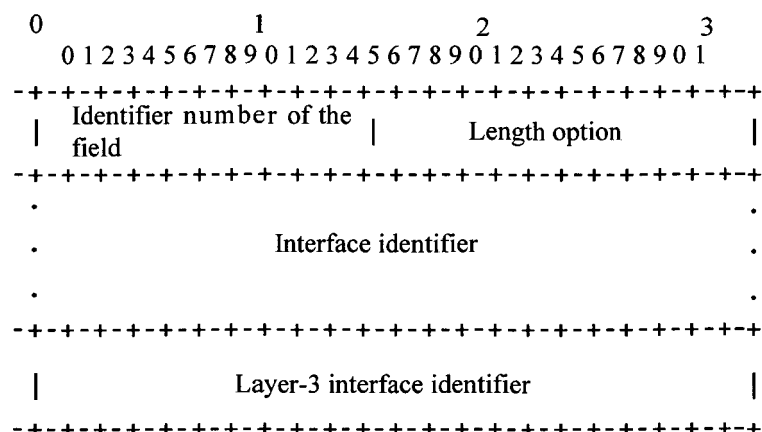 0 1 2 3
0 1 2 3 4 5 6 7 8 9 0 1 2 3 4 5 6 7 8 9 0 1 2 3 4 5 6 7 8 9 0 1
-+-+-+-+-+-+-+-+-+-+-+-+-+-+-+-+-+-+-+-+-+-+-+-+-+-+-+-+-+-+-+-+-+
| Identifier number of the field | Length option |
-+-+-+-+-+-+-+-+-+-+-+-+-+-+-+-+-+-+-+-+-+-+-+-+-+-+-+-+-+-+-+-+-+
. .
. Interface identifier .
. .
-+-+-+-+-+-+-+-+-+-+-+-+-+-+-+-+-+-+-+-+-+-+-+-+-+-+-+-+-+-+-+-+-+
| Layer-3 interface identifier |
-+-+-+-+-+-+-+-+-+-+-+-+-+-+-+-+-+-+-+-+-+-+-+-+-+-+-+-+-+-+-+-+-+